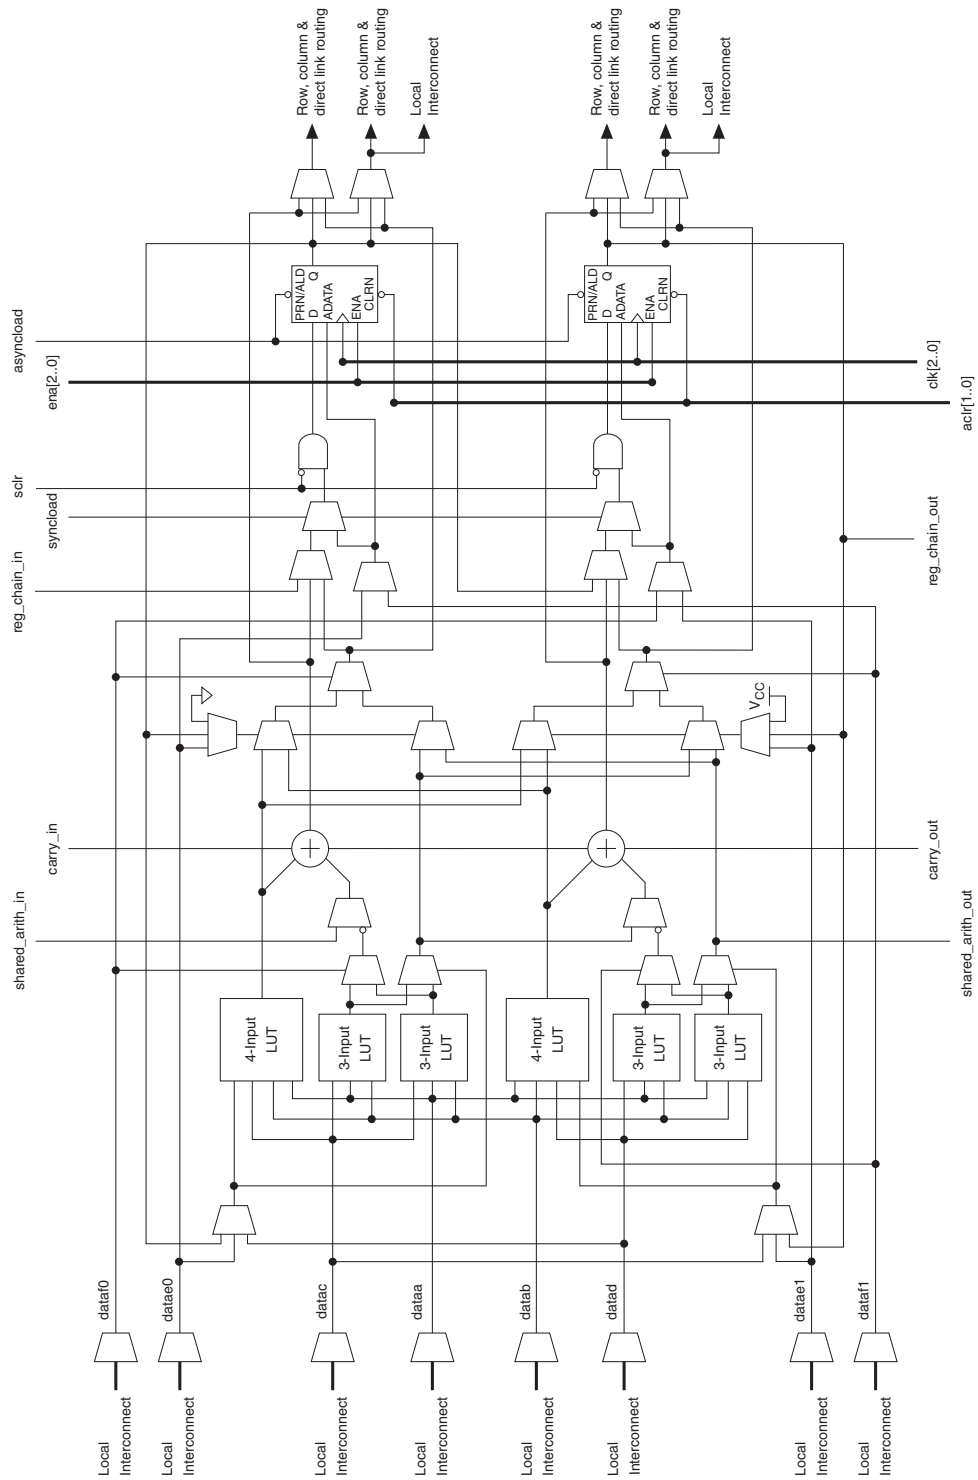 shared_arith_in
carry_in
reg_chain_in
syncload
sclr
ena[2..0]
asyncload
Local
Interconnect
dataf0
Local
Interconnect
datae0
Local
Interconnect
datac
Local
Interconnect
dataa
Local
Interconnect
datab
Local
Interconnect
datad
Local
Interconnect
datae1
Local
Interconnect
dataf1
4-Input
LUT
3-Input
LUT
3-Input
LUT
4-Input
LUT
3-Input
LUT
3-Input
LUT
+
+
VCC
PRN/ALD
D
Q
ADATA
ENA
CLRN
PRN/ALD
D
Q
ADATA
ENA
CLRN
Row, column &
direct link routing
Row, column &
direct link routing
Local
Interconnect
Row, column &
direct link routing
Row, column &
direct link routing
Local
Interconnect
shared_arith_out
carry_out
reg_chain_out
aclr[1..0]
clk[2..0]